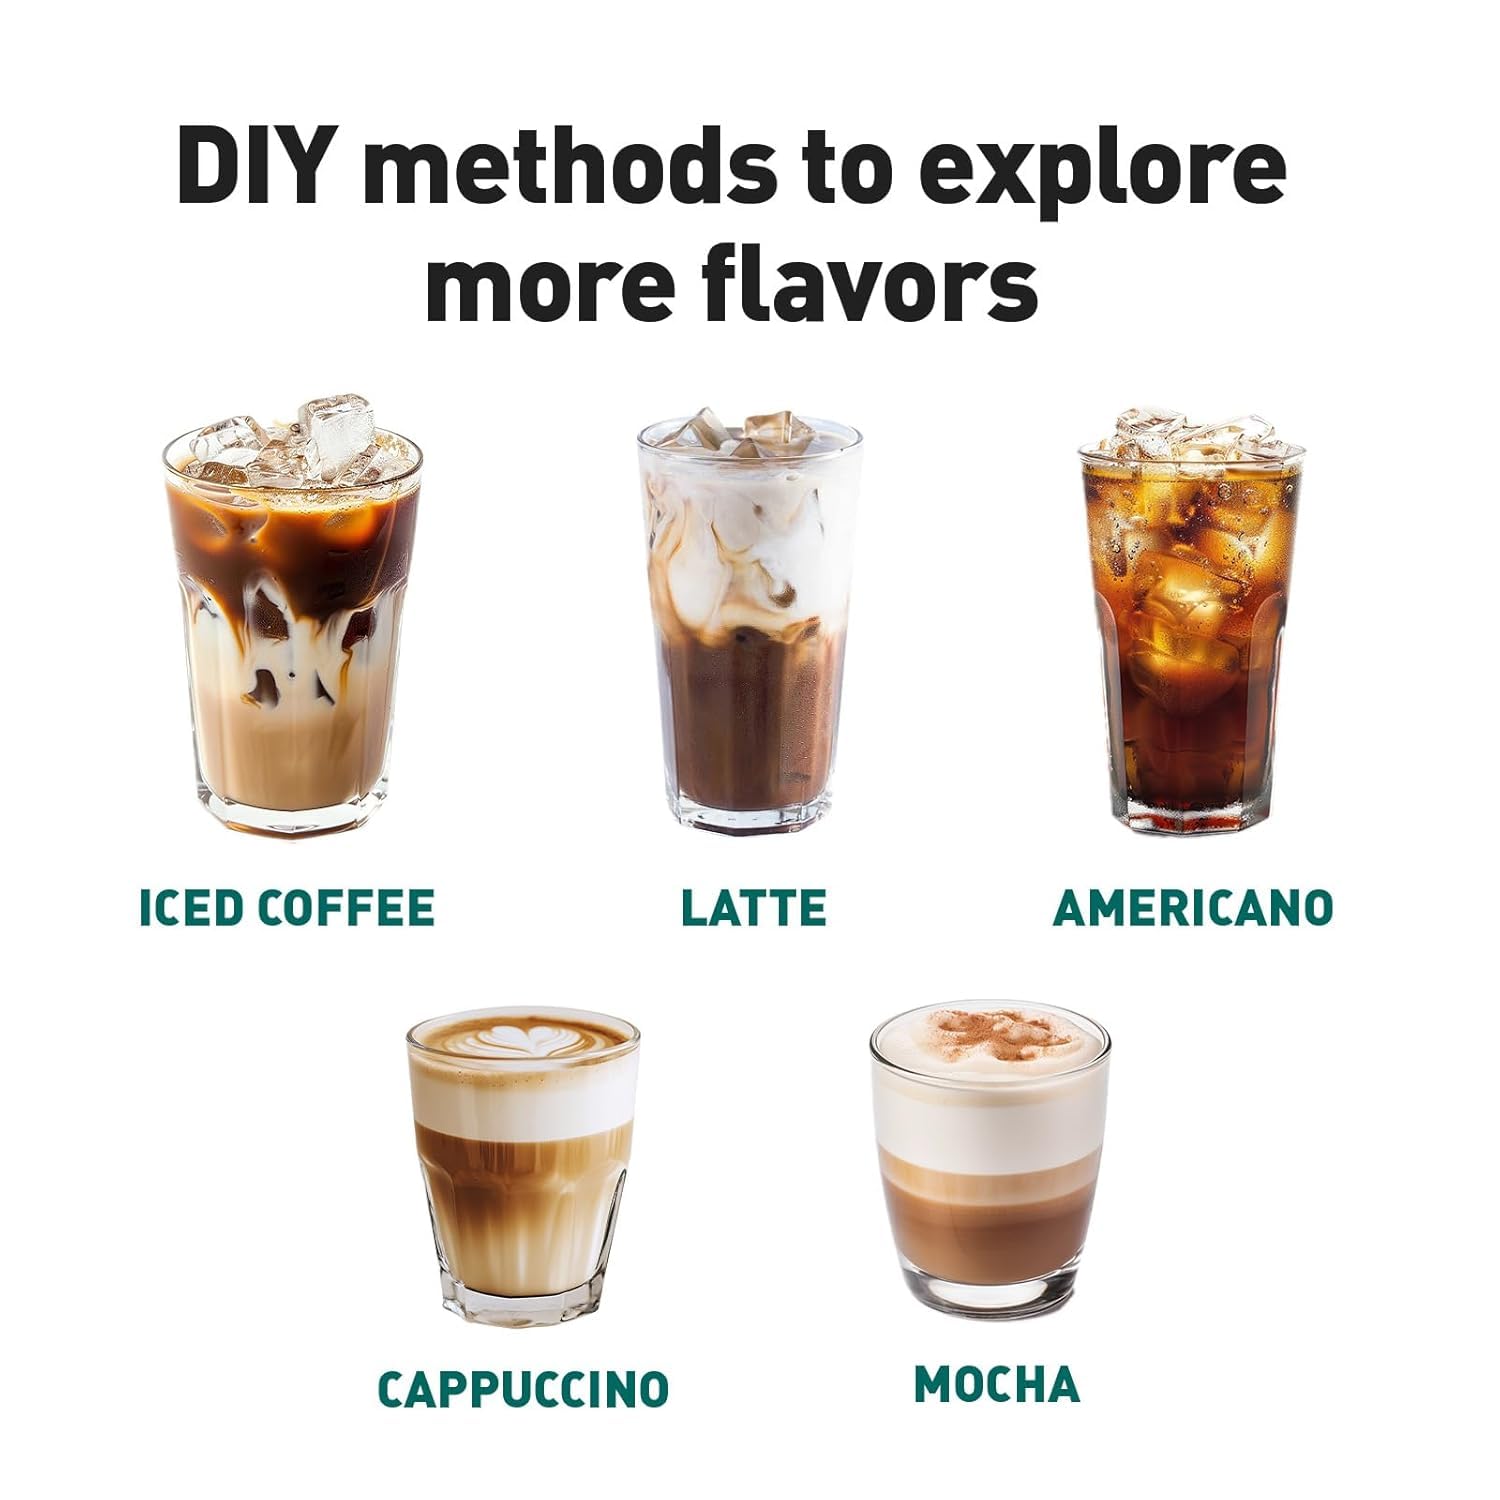 DIY methods to explore
more flavors
ICED COFFEE
LATTE
AMERICANO
CAPPUCCINO
MOCHA